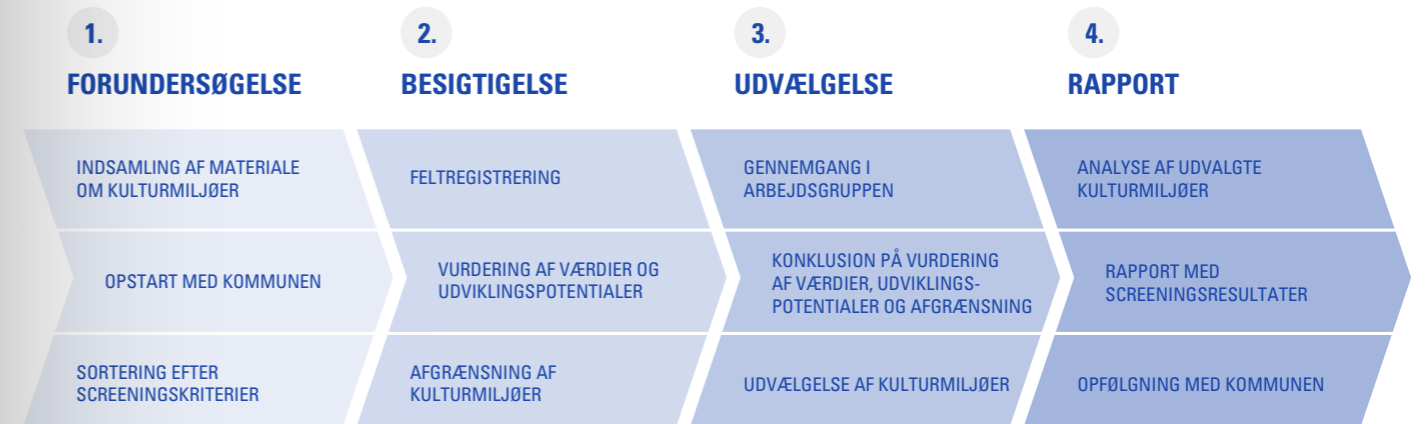 1.
FORUNDERSØGELSE
INDSAMLING AF MATERIALE
OM KULTURMILJØER
OPSTART MED KOMMUNEN
SORTERING EFTER
SCREENINGSKRITERIER
2.
BESIGTIGELSE
FELTREGISTRERING
VURDERING AF VÆRDIER OG
UDVIKLINGSPOTENTIALER
AFGRÆNSNING AF
KULTURMILJØER
3.
UDVÆLGELSE
GENNEMGANG I
ARBEJDSGRUPPEN
KONKLUSION PÅ VURDERING
AF VÆRDIER, UDVIKLINGS-
POTENTIALER OG AFGRÆNSNING
UDVÆLGELSE AF KULTURMILJØER
4.
RAPPORT
ANALYSE AF UDVALGTE
KULTURMILJØER
RAPPORT MED
SCREENINGSRESULTATER
OPFØLGNING MED KOMMUNEN